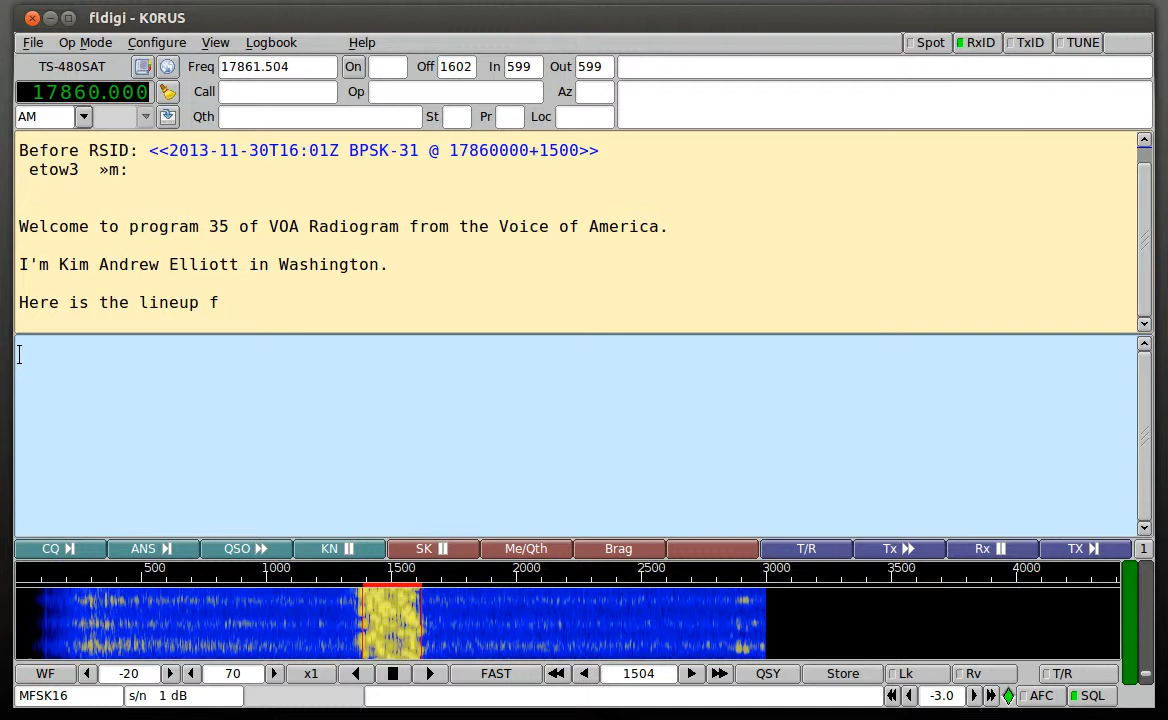 fldigi - K0RUS
File Op Mode Configure View Logbook Help Spot RxID TxID TUNE
TS-480SAT Freq 17861.504 On Off 1602 In 599 Out 599
17860.000 Call Op Az
AM Qth St Pr Loc
Before RSID: <<2013-11-30T16:01Z BPSK-31 @ 17860000+1500>>
etow3 »m:
Welcome to program 35 of VOA Radiogram from the Voice of America.
I'm Kim Andrew Elliott in Washington.
Here is the lineup f
CQ ANS QSO KN SK Me/Qth Brag T/R Tx Rx TX 1
500 1000 1500 2000 2500 3000 3500 4000
WF -20 70 x1 FAST 1504 QSY Store Lk Rv T/R
MFSK16 s/n 1 dB -3.0 AFC SQL